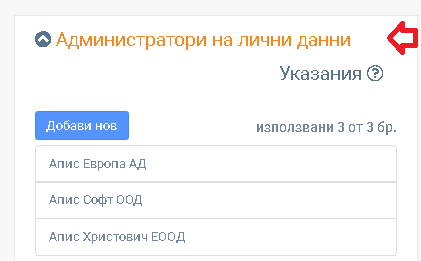 Администратори на лични данни
Указания
Добави нов
използвани 3 от 3 бр.
Апис Европа АД
Апис Софт ООД
Апис Христович ЕООД